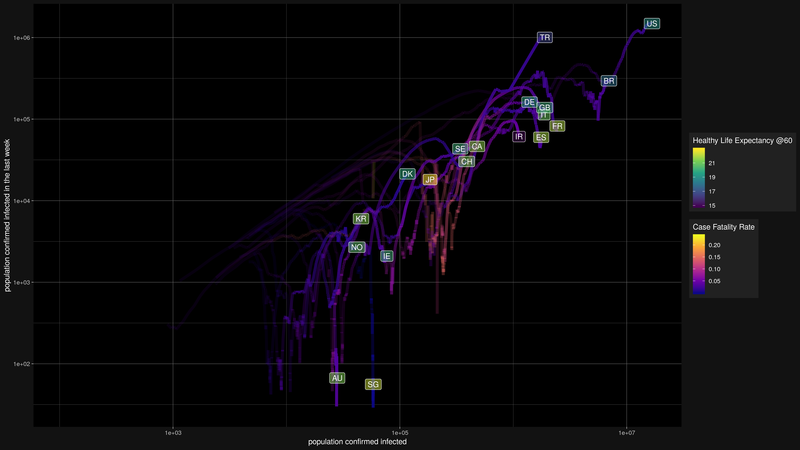 US
TR
1e+06
BR
DE
GB
1e+05
IT
FR
IR
ES
Healthy Life Expectancy @60
CA
SE
21
CH
19
DK
JP
17
15
1e+04
KR
Case Fatality Rate
NO
0.20
IE
0.15
0.10
1e+03
0.05
1e+02
AU
SG
1e+03
1e+05
1e+07
population confirmed infected
population confirmed infected in the last week